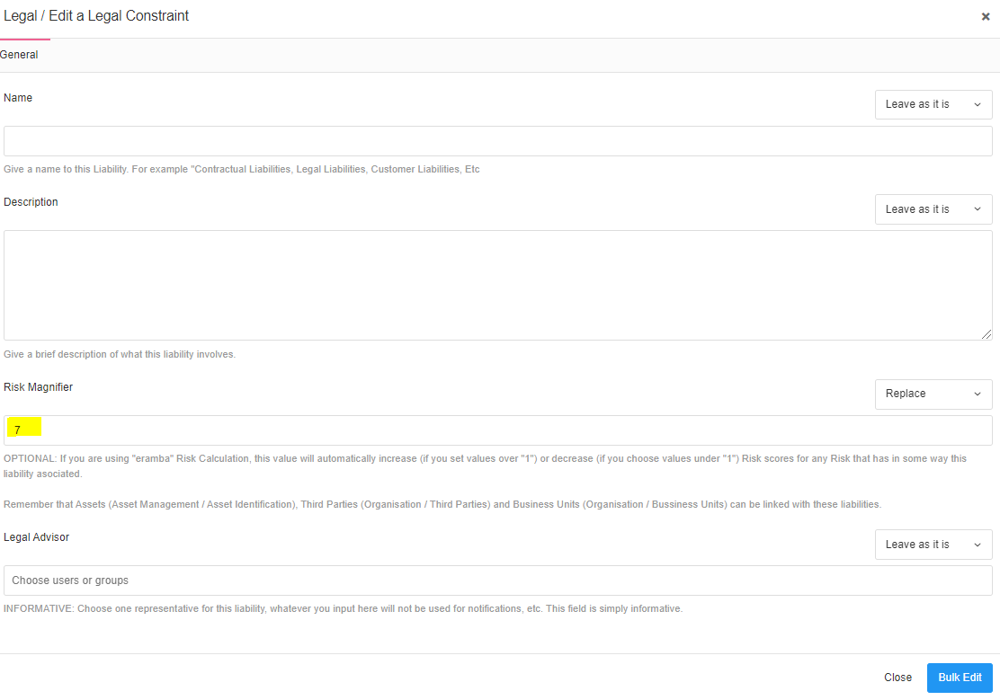 Legal / Edit a Legal Constraint ×
General
Name
Leave as it is
Give a name to this Liability. For example "Contractual Liabilities, Legal Liabilities, Customer Liabilities, Etc
Description
Leave as it is
Give a brief description of what this liability involves.
Risk Magnifier
Replace
7
OPTIONAL: If you are using "eramba" Risk Calculation, this value will automatically increase (if you set values over "1") or decrease (if you choose values under "1") Risk scores for any Risk that has in some way this
liability asociated.
Remember that Assets (Asset Management / Asset Identification), Third Parties (Organisation / Third Parties) and Business Units (Organisation / Bussiness Units) can be linked with these liabilities.
Legal Advisor
Leave as it is
Choose users or groups
INFORMATIVE: Choose one representative for this liability, whatever you input here will not be used for notifications, etc. This field is simply informative.
Close
Bulk Edit